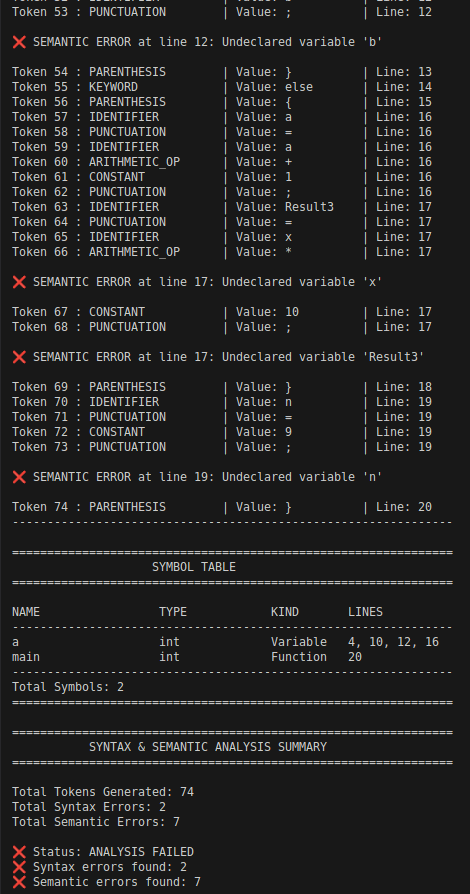 Token 53 : PUNCTUATION | Value: ; | Line: 12
❌ SEMANTIC ERROR at line 12: Undeclared variable 'b'
Token 54 : PARENTHESIS | Value: } | Line: 13
Token 55 : KEYWORD | Value: else | Line: 14
Token 56 : PARENTHESIS | Value: { | Line: 15
Token 57 : IDENTIFIER | Value: a | Line: 16
Token 58 : PUNCTUATION | Value: = | Line: 16
Token 59 : IDENTIFIER | Value: a | Line: 16
Token 60 : ARITHMETIC_OP | Value: + | Line: 16
Token 61 : CONSTANT | Value: 1 | Line: 16
Token 62 : PUNCTUATION | Value: ; | Line: 16
Token 63 : IDENTIFIER | Value: Result3 | Line: 17
Token 64 : PUNCTUATION | Value: = | Line: 17
Token 65 : IDENTIFIER | Value: x | Line: 17
Token 66 : ARITHMETIC_OP | Value: * | Line: 17
❌ SEMANTIC ERROR at line 17: Undeclared variable 'x'
Token 67 : CONSTANT | Value: 10 | Line: 17
Token 68 : PUNCTUATION | Value: ; | Line: 17
❌ SEMANTIC ERROR at line 17: Undeclared variable 'Result3'
Token 69 : PARENTHESIS | Value: } | Line: 18
Token 70 : IDENTIFIER | Value: n | Line: 19
Token 71 : PUNCTUATION | Value: = | Line: 19
Token 72 : CONSTANT | Value: 9 | Line: 19
Token 73 : PUNCTUATION | Value: ; | Line: 19
❌ SEMANTIC ERROR at line 19: Undeclared variable 'n'
Token 74 : PARENTHESIS | Value: } | Line: 20
---------------------------------------------------------------
===============================================================
SYMBOL TABLE
===============================================================
NAME TYPE KIND LINES
---------------------------------------------------------------
a int Variable 4, 10, 12, 16
main int Function 20
---------------------------------------------------------------
Total Symbols: 2
===============================================================
===============================================================
SYNTAX & SEMANTIC ANALYSIS SUMMARY
===============================================================
Total Tokens Generated: 74
Total Syntax Errors: 2
Total Semantic Errors: 7
❌ Status: ANALYSIS FAILED
❌ Syntax errors found: 2
❌ Semantic errors found: 7